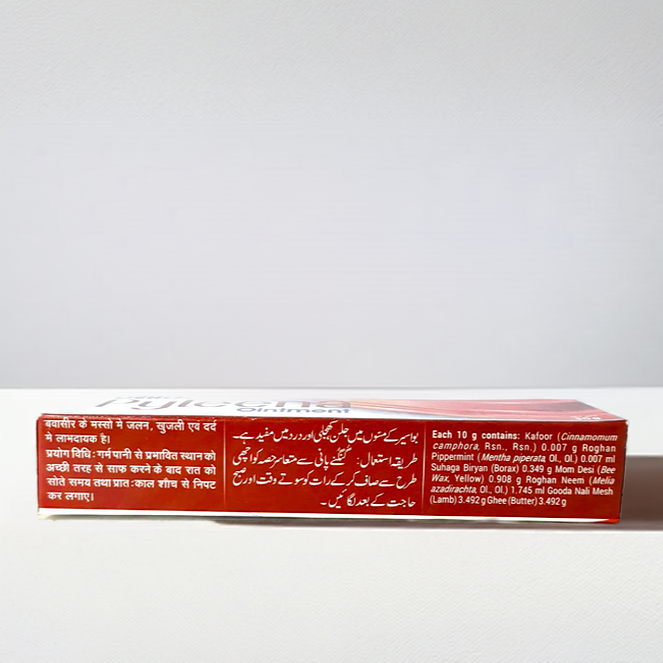 Pyleena
Ointment
बवासीर के मस्सो मे जलन, खुजली एवं दर्द
मे लाभदायक है।
प्रयोग विधि : गर्म पानी से प्रभावित स्थान को
अच्छी तरह से साफ करने के बाद रात को
सोते समय तथा प्रात :काल शौच से निपट
कर लगाए।
بواسیر کے مسوں میں جلن کھجلی اور درد میں مفید ہے۔
طریقہ استعمال: گنگنے پانی سے متعاسر حصہ کو اچھی
طرح سے صاف کر کے رات کو سوتے وقت اور صبح
حاجت کے بعد لگائیں۔
Each 10 g contains: Kafoor (Cinnamomum
camphora, Rsn., Rsn.) 0.007 g Roghan
Pippermint (Mentha piperata, Ol., Ol.) 0.007 ml
Suhaga Biryan (Borax) 0.349 g Mom Desi (Bee
Wax, Yellow) 0.908 g Roghan Neem (Melia
azadirachta, Ol., Ol.) 1.745 ml Gooda Nali Mesh
(Lamb) 3.492 g Ghee (Butter) 3.492 g